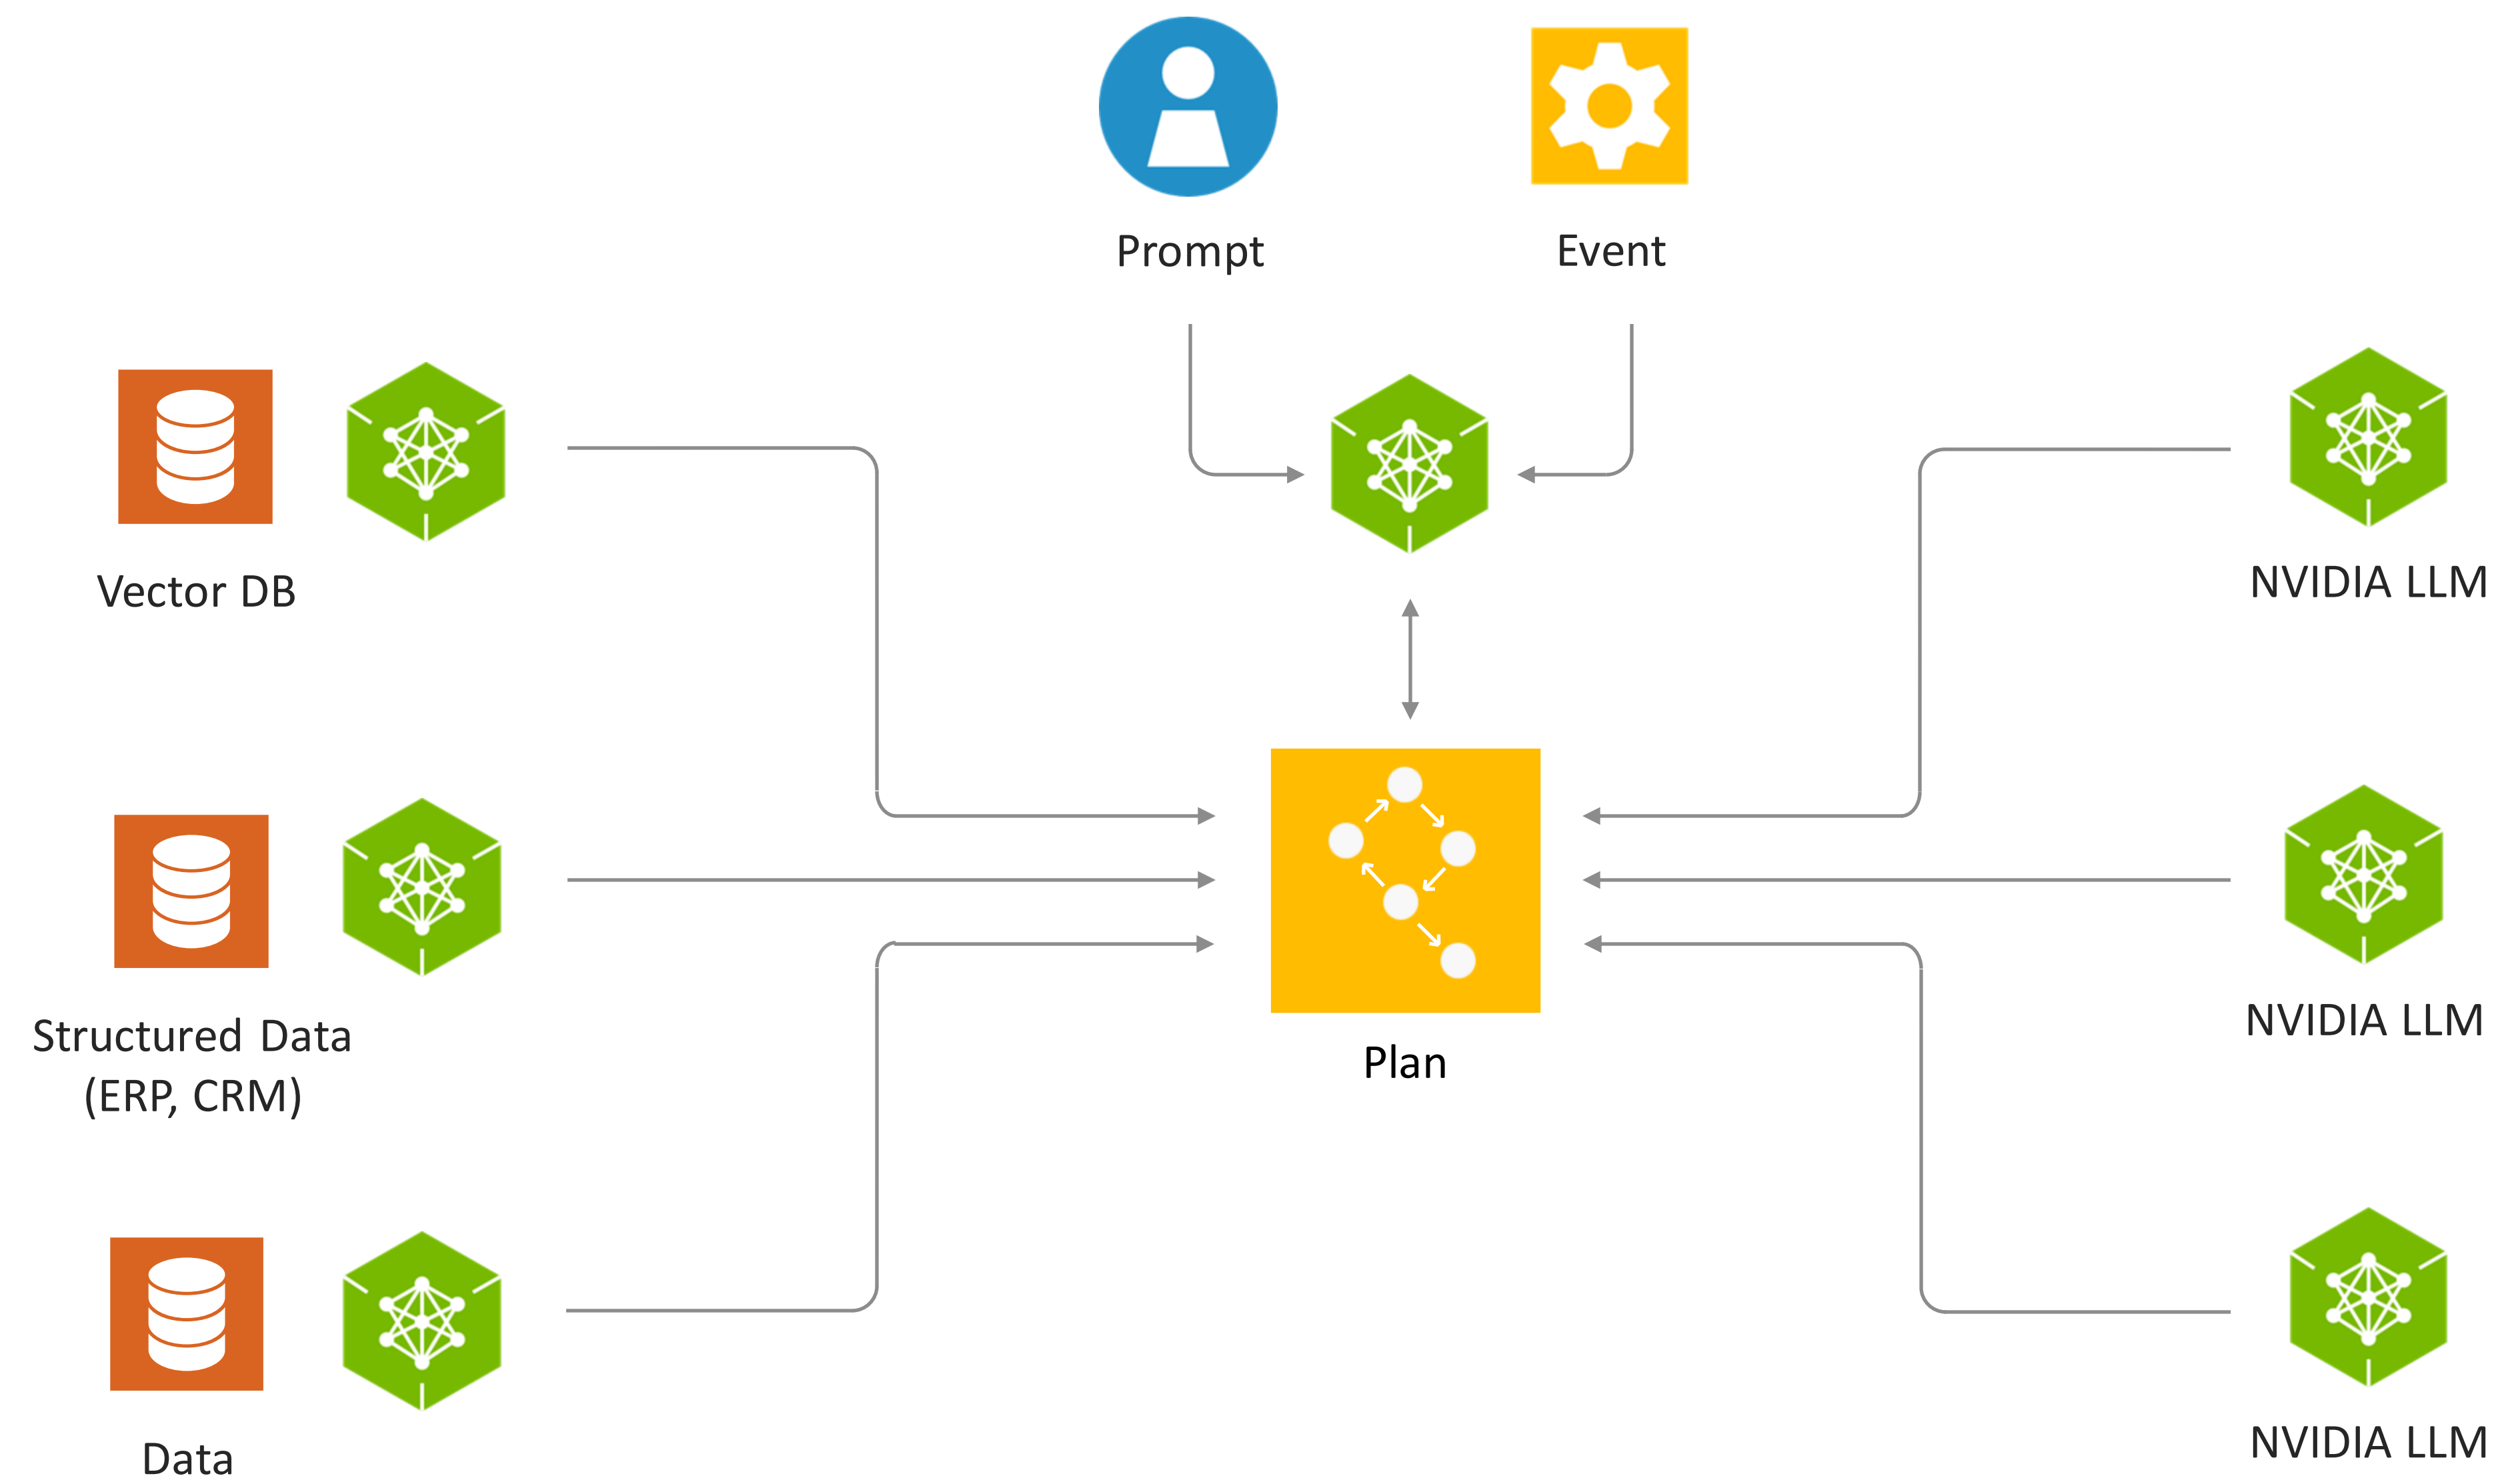 Prompt
Event
Vector DB
NVIDIA LLM
Structured Data
(ERP, CRM)
NVIDIA LLM
Plan
Data
NVIDIA LLM